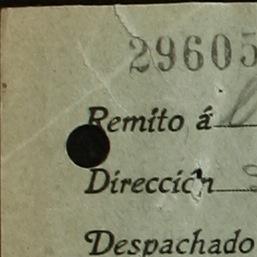 29605
Remito á
Dirección
Despachado